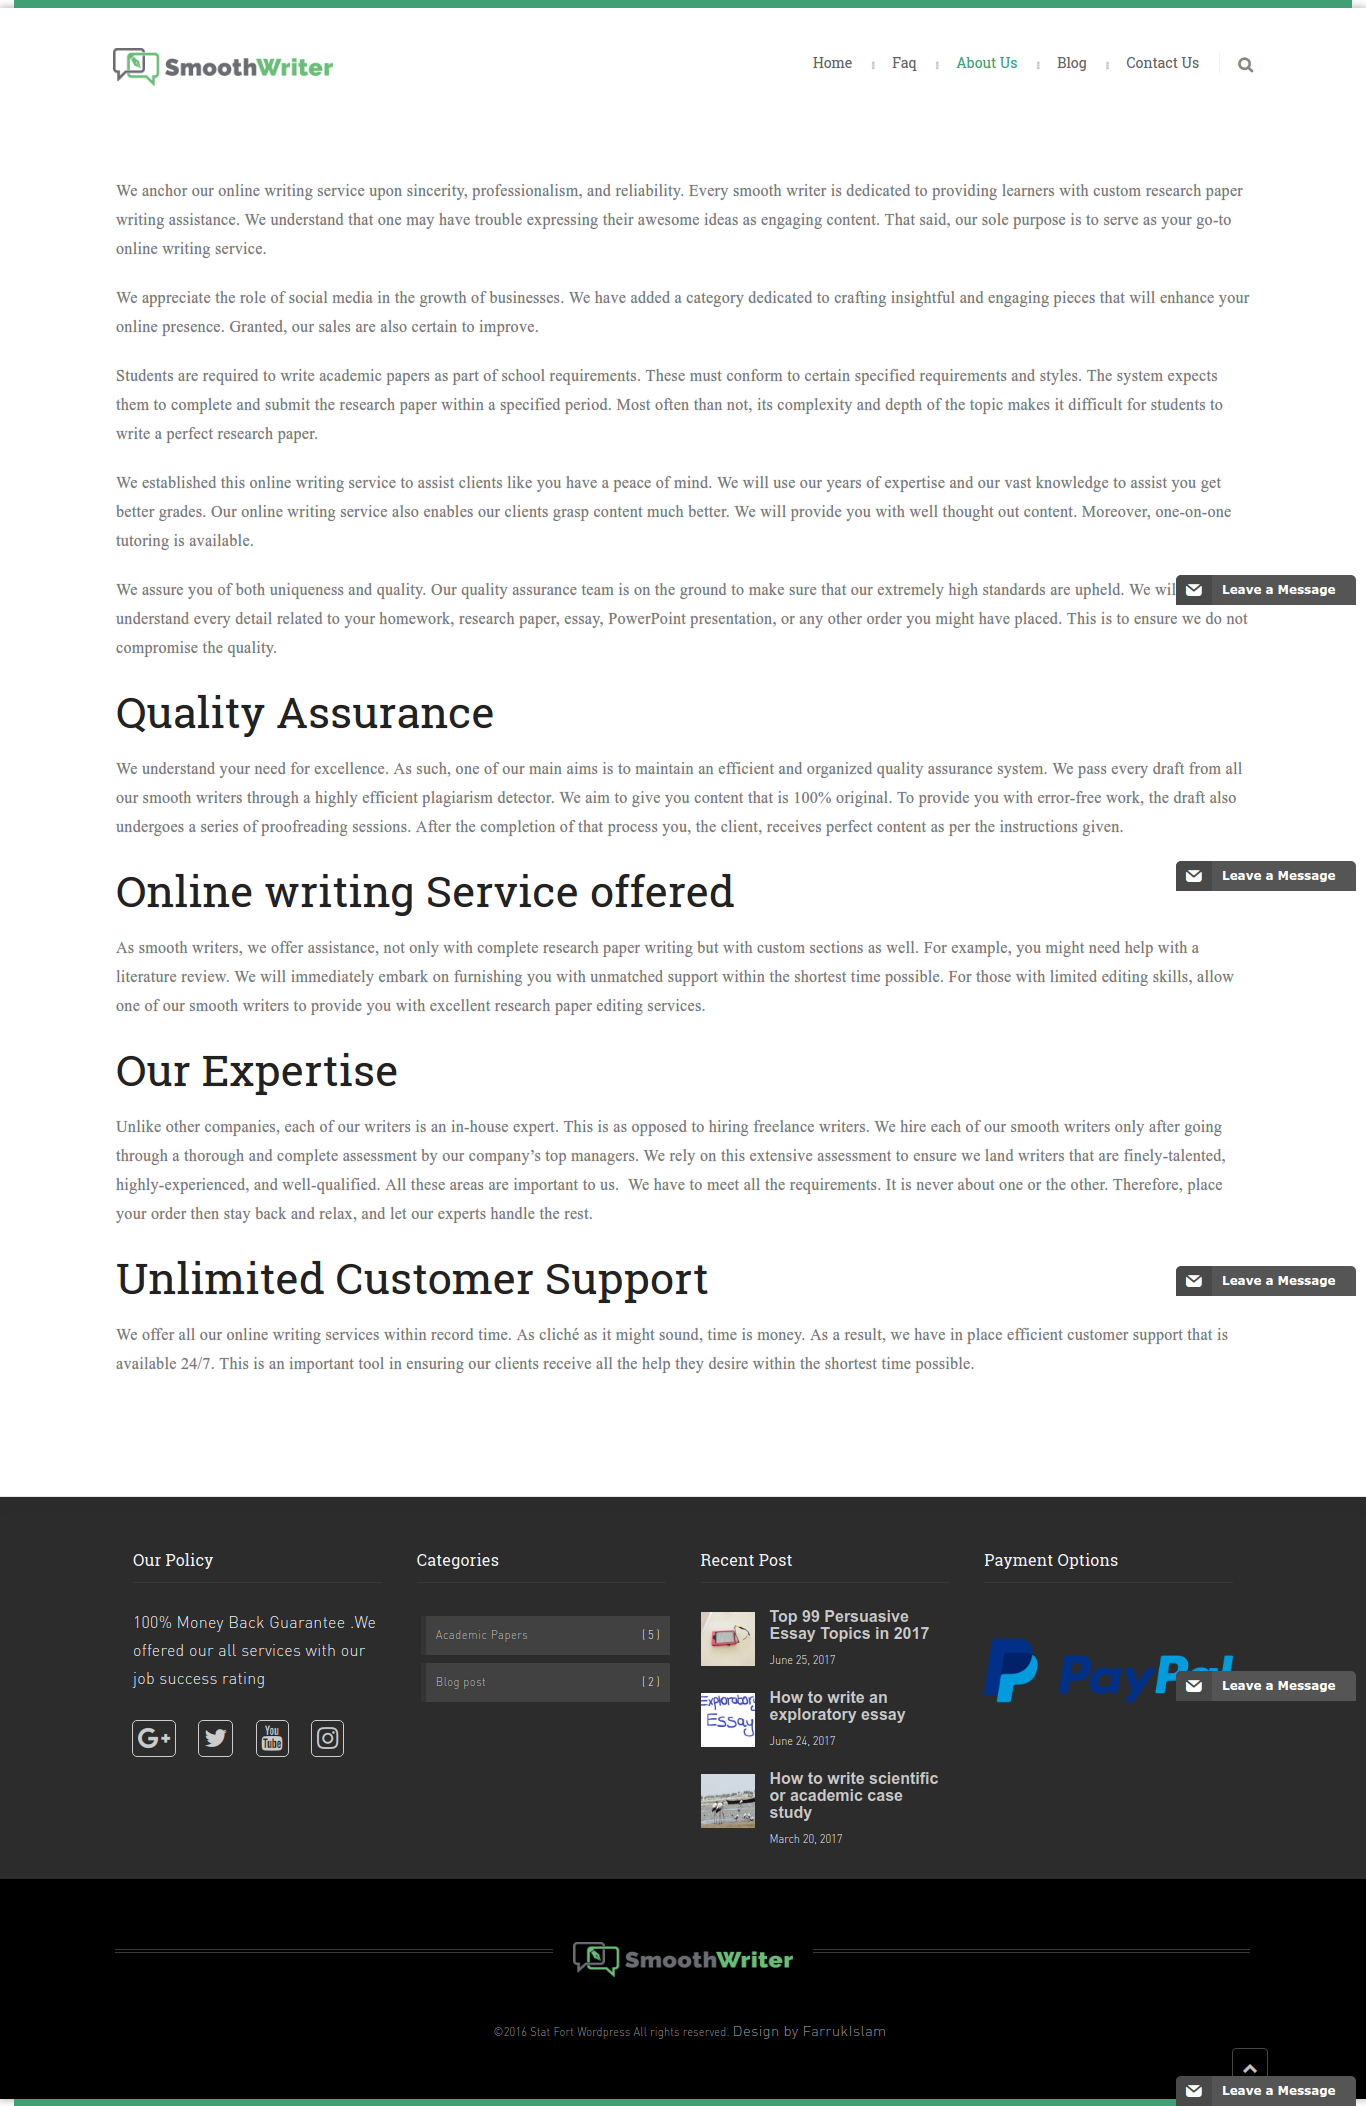 SmoothWriter
Home Faq About Us Blog Contact Us
We anchor our online writing service upon sincerity, professionalism, and reliability. Every smooth writer is dedicated to providing learners with custom research paper
writing assistance. We understand that one may have trouble expressing their awesome ideas as engaging content. That said, our sole purpose is to serve as your go-to
online writing service.
We appreciate the role of social media in the growth of businesses. We have added a category dedicated to crafting insightful and engaging pieces that will enhance your
online presence. Granted, our sales are also certain to improve.
Students are required to write academic papers as part of school requirements. These must conform to certain specified requirements and styles. The system expects
them to complete and submit the research paper within a specified period. Most often than not, its complexity and depth of the topic makes it difficult for students to
write a perfect research paper.
We established this online writing service to assist clients like you have a peace of mind. We will use our years of expertise and our vast knowledge to assist you get
better grades. Our online writing service also enables our clients grasp content much better. We will provide you with well thought out content. Moreover, one-on-one
tutoring is available.
We assure you of both uniqueness and quality. Our quality assurance team is on the ground to make sure that our extremely high standards are upheld. We
Leave a Message
understand every detail related to your homework, research paper, essay, PowerPoint presentation, or any other order you might have placed. This is to ensure we do not
compromise the quality.
Quality Assurance
We understand your need for excellence. As such, one of our main aims is to maintain an efficient and organized quality assurance system. We pass every draft from all
our smooth writers through a highly efficient plagiarism detector. We aim to give you content that is 100% original. To provide you with error-free work, the draft also
undergoes a series of proofreading sessions. After the completion of that process you, the client, receives perfect content as per the instructions given.
Leave a Message
Online writing Service offered
As smooth writers, we offer assistance, not only with complete research paper writing but with custom sections as well. For example, you might need help with a
literature review. We will immediately embark on furnishing you with unmatched support within the shortest time possible. For those with limited editing skills, allow
one of our smooth writers to provide you with excellent research paper editing services.
Our Expertise
Unlike other companies, each of our writers is an in-house expert. This is as opposed to hiring freelance writers. We hire each of our smooth writers only after going
through a thorough and complete assessment by our company’s top managers. We rely on this extensive assessment to ensure we land writers that are finely-talented,
highly-experienced, and well-qualified. All these areas are important to us.  We have to meet all the requirements. It is never about one or the other. Therefore, place
your order then stay back and relax, and let our experts handle the rest.
Unlimited Customer Support
Leave a Message
We offer all our online writing services within record time. As cliché as it might sound, time is money. As a result, we have in place efficient customer support that is
available 24/7. This is an important tool in ensuring our clients receive all the help they desire within the shortest time possible.
Our Policy
100% Money Back Guarantee .We
offered our all services with our
job success rating
G+
You
Tube
Categories
Academic Papers (5)
Blog post (2)
Recent Post
Top 99 Persuasive
Essay Topics in 2017
June 25, 2017
Exploratory
Essay
How to write an
exploratory essay
June 24, 2017
How to write scientific
or academic case
study
March 20, 2017
Payment Options
PayPal
Leave a Message
SmoothWriter
©2016 Stat Fort Wordpress All rights reserved. Design by FarrukIslam
Leave a Message